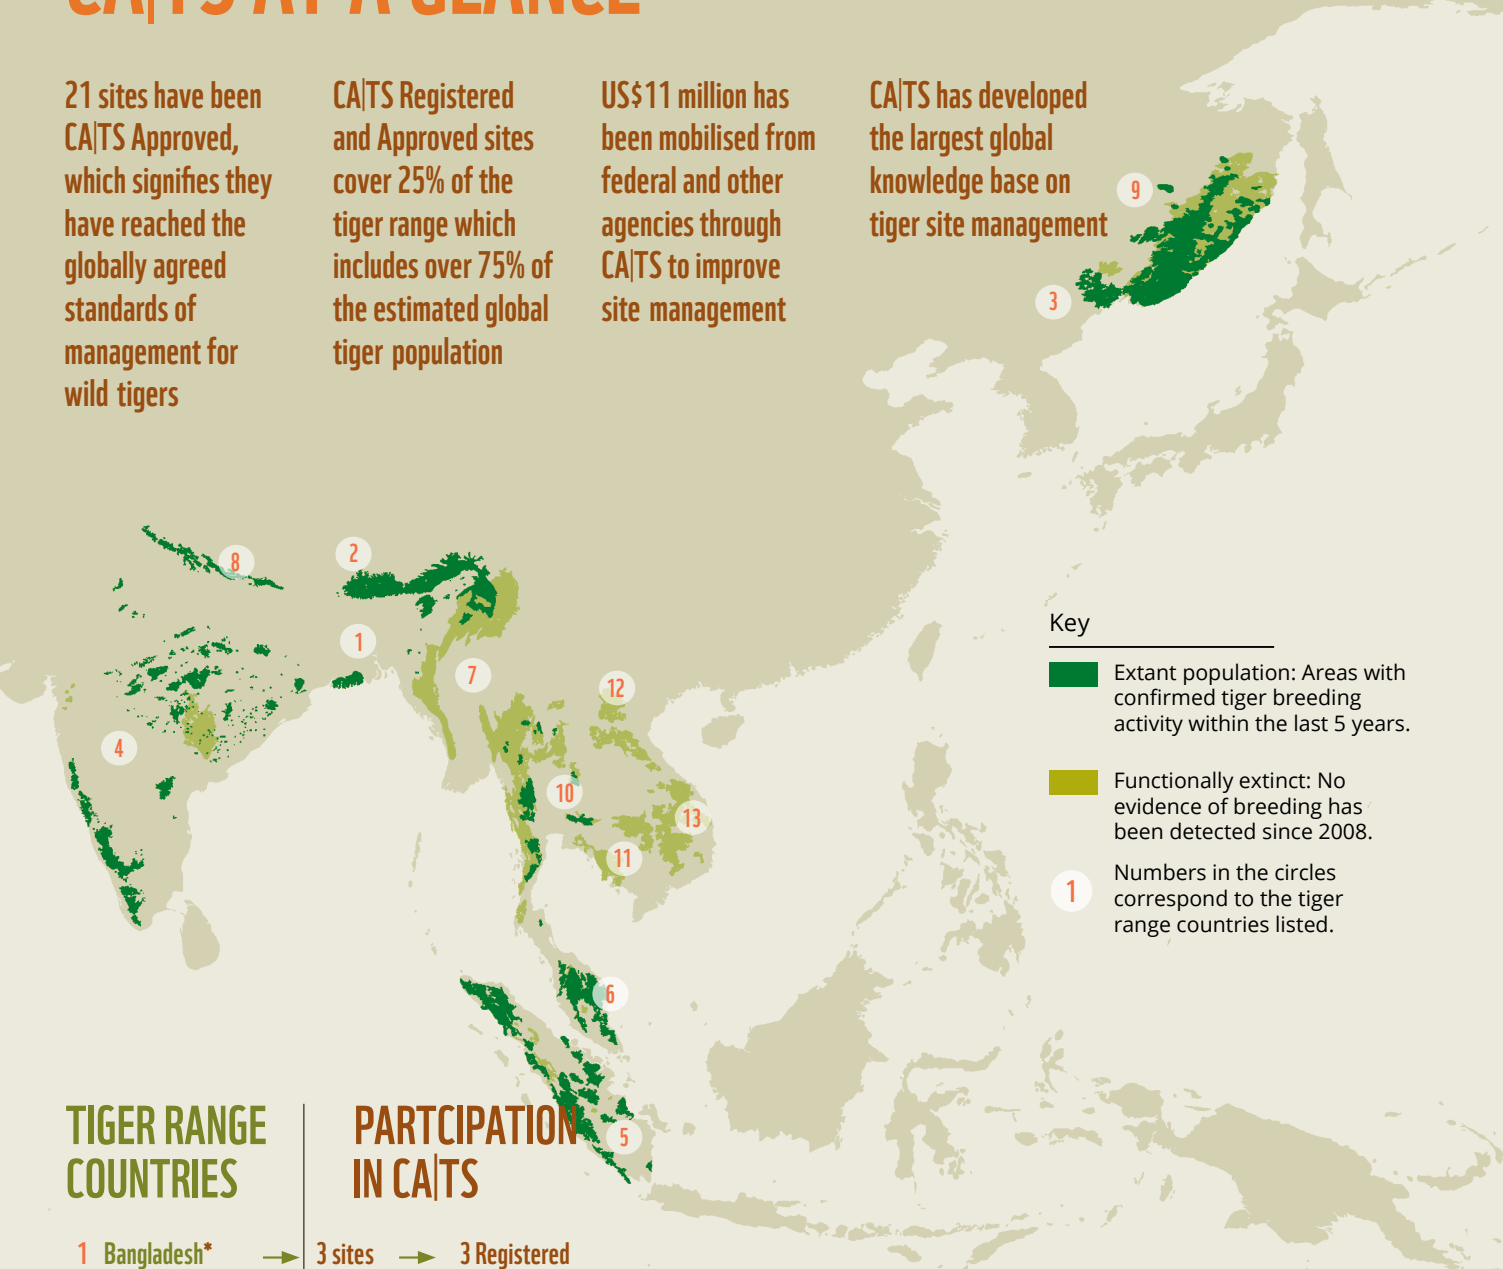 CA|TS AT A GLANCE
21 sites have been
CA|TS Approved,
which signifies they
have reached the
globally agreed
standards of
management for
wild tigers
CA|TS Registered
and Approved sites
cover 25% of the
tiger range which
includes over 75% of
the estimated global
tiger population
US$11 million has
been mobilised from
federal and other
agencies through
CA|TS to improve
site management
CA|TS has developed
the largest global
knowledge base on
tiger site management
9
3
8
2
1
7
12
4
10
13
11
6
5
Key
Extant population: Areas with
confirmed tiger breeding
activity within the last 5 years.
Functionally extinct: No
evidence of breeding has
been detected since 2008.
1
Numbers in the circles
correspond to the tiger
range countries listed.
TIGER RANGE
COUNTRIES
PARTCIPATION
IN CA|TS
1 Bangladesh* → 3 sites → 3 Registered